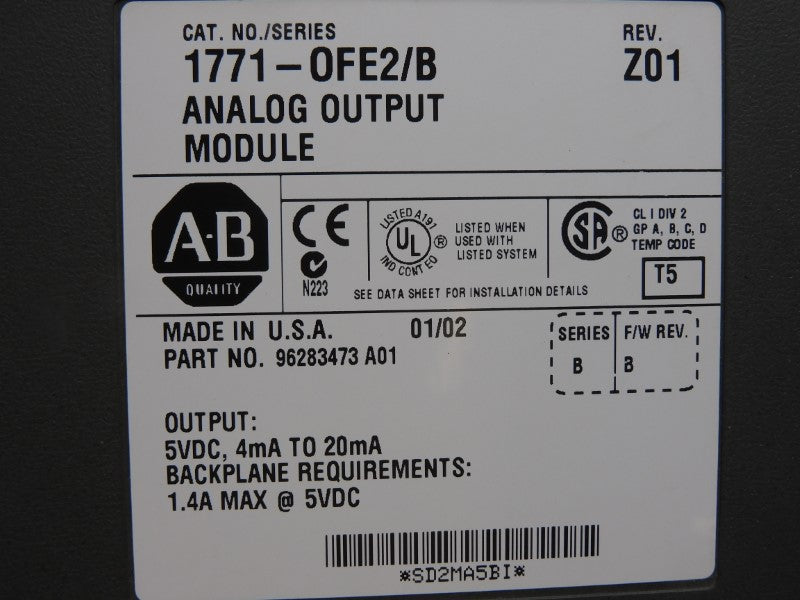 CAT. NO./SERIES REV.
1771-OFE2/B Z01
ANALOG OUTPUT
MODULE
A-B
QUALITY
CE
N223
LISTED A191
UL ®
IND CONT EQ
LISTED WHEN
USED WITH
LISTED SYSTEM
SA ®
CL I DIV 2
GP A, B, C, D
TEMP CODE
T5
SEE DATA SHEET FOR INSTALLATION DETAILS
MADE IN U.S.A. 01/02
PART NO. 96283473 A01
SERIES F/W REV.
B B
OUTPUT:
5VDC, 4mA TO 20mA
BACKPLANE REQUIREMENTS:
1.4A MAX @ 5VDC
*SD2MA5BI*